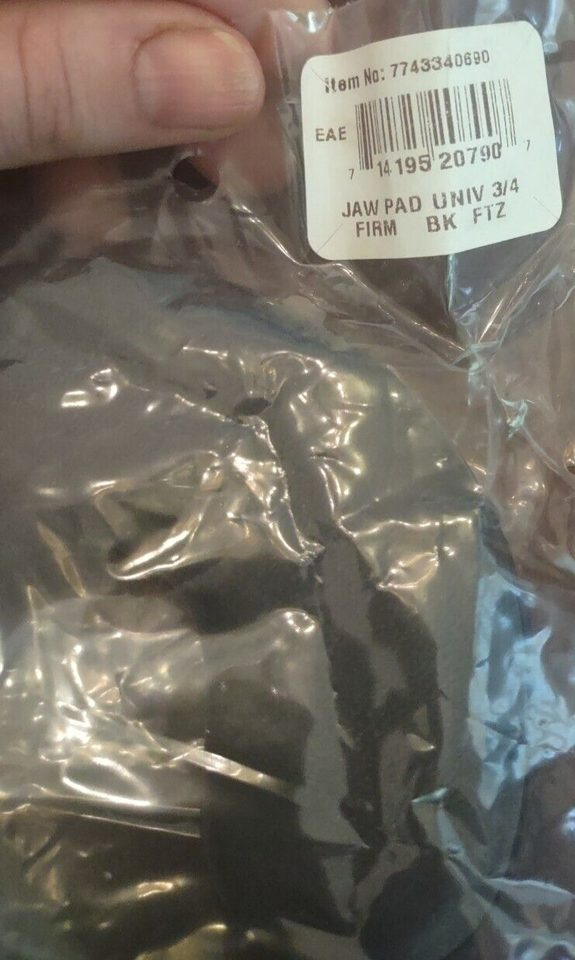 Item No: 7743340690
EAE
7 14195 20790 7
JAW PAD UNIV 3/4
FIRM BK FTZ